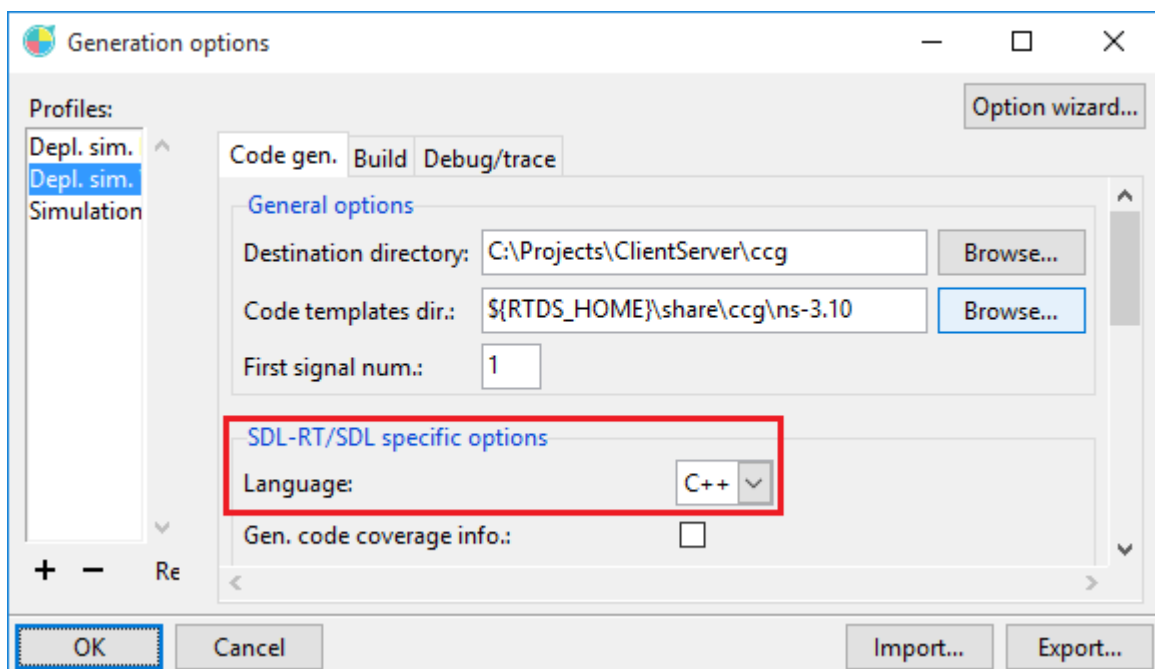 Generation options
Profiles:
Option wizard...
Depl. sim.
Depl. sim.
Simulation
Code gen. Build Debug/trace
General options
Destination directory: C:\Projects\ClientServer\ccg Browse...
Code templates dir.: ${RTDS_HOME}\share\ccg\ns-3.10 Browse...
First signal num.: 1
SDL-RT/SDL specific options
Language: C++
Gen. code coverage info.:
+ − Re
OK Cancel Import... Export...